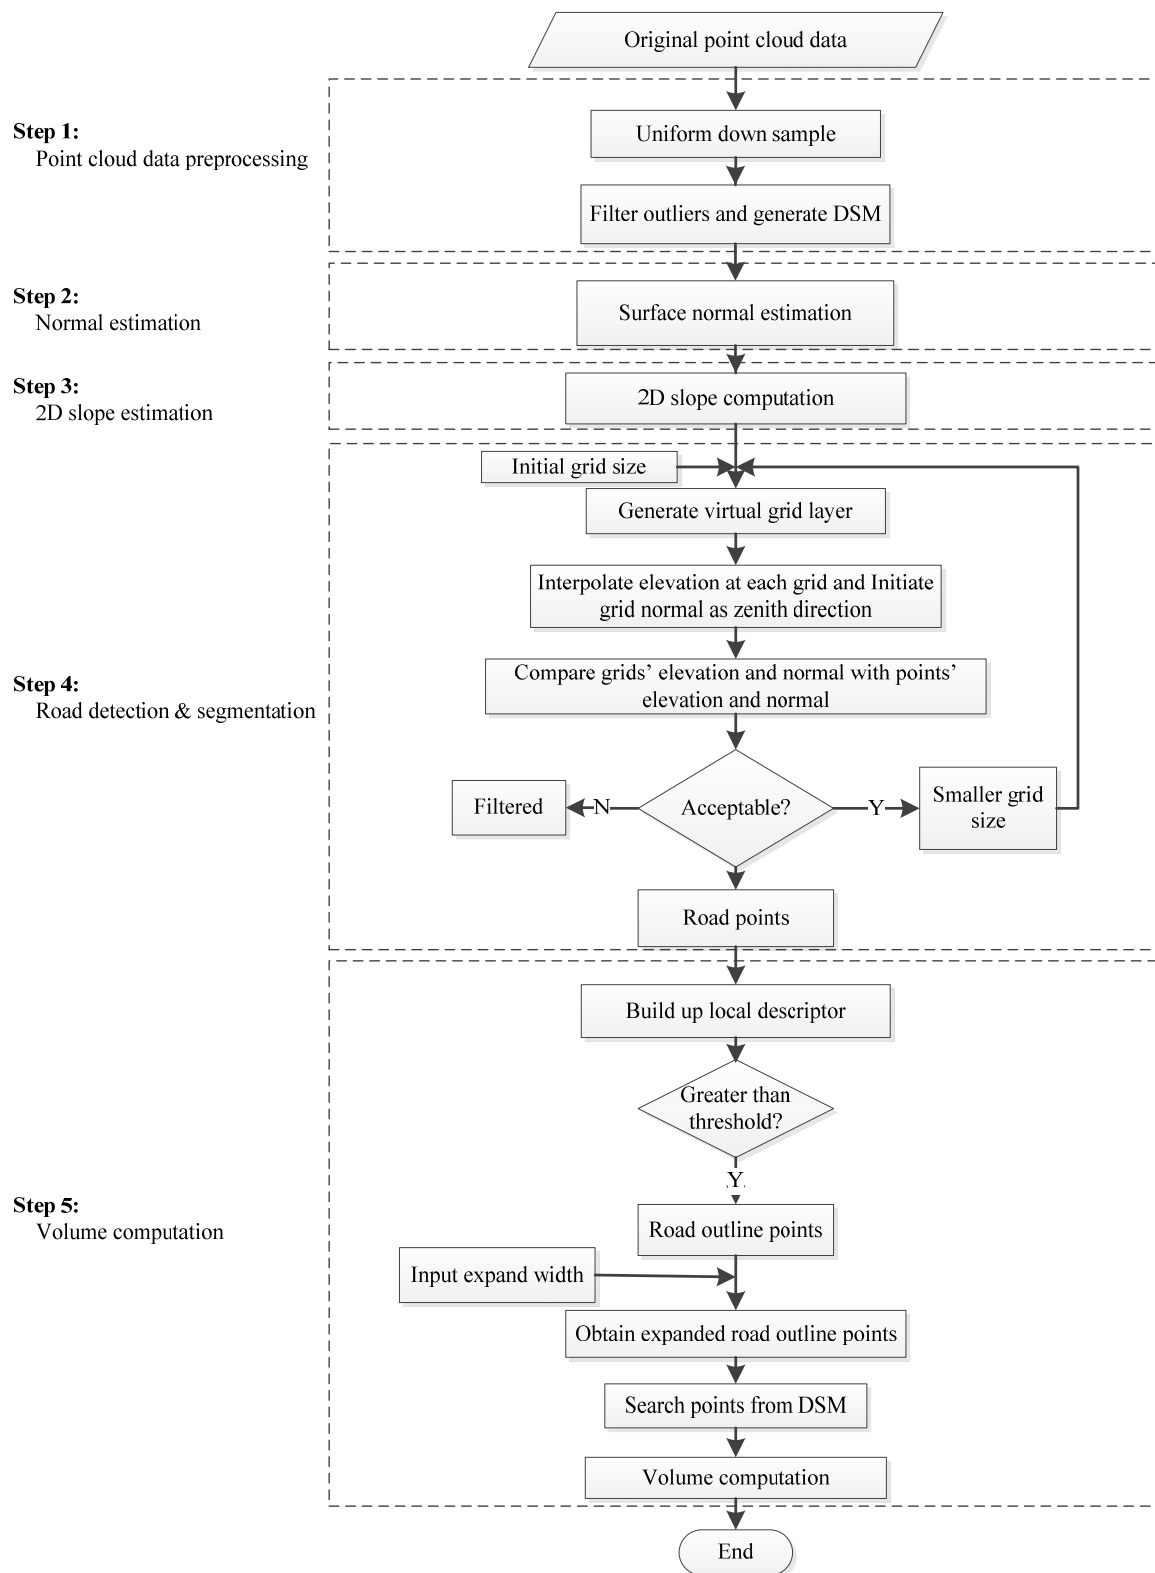 Original point cloud data
Step 1:
Point cloud data preprocessing
Uniform down sample
Filter outliers and generate DSM
Step 2:
Normal estimation
Surface normal estimation
Step 3:
2D slope estimation
2D slope computation
Step 4:
Road detection & segmentation
Initial grid size
Generate virtual grid layer
Interpolate elevation at each grid and Initiate
grid normal as zenith direction
Compare grids’ elevation and normal with points’
elevation and normal
Filtered
N
Acceptable?
Y
Smaller grid
size
Road points
Step 5:
Volume computation
Build up local descriptor
Greater than
threshold?
Y
Road outline points
Input expand width
Obtain expanded road outline points
Search points from DSM
Volume computation
End